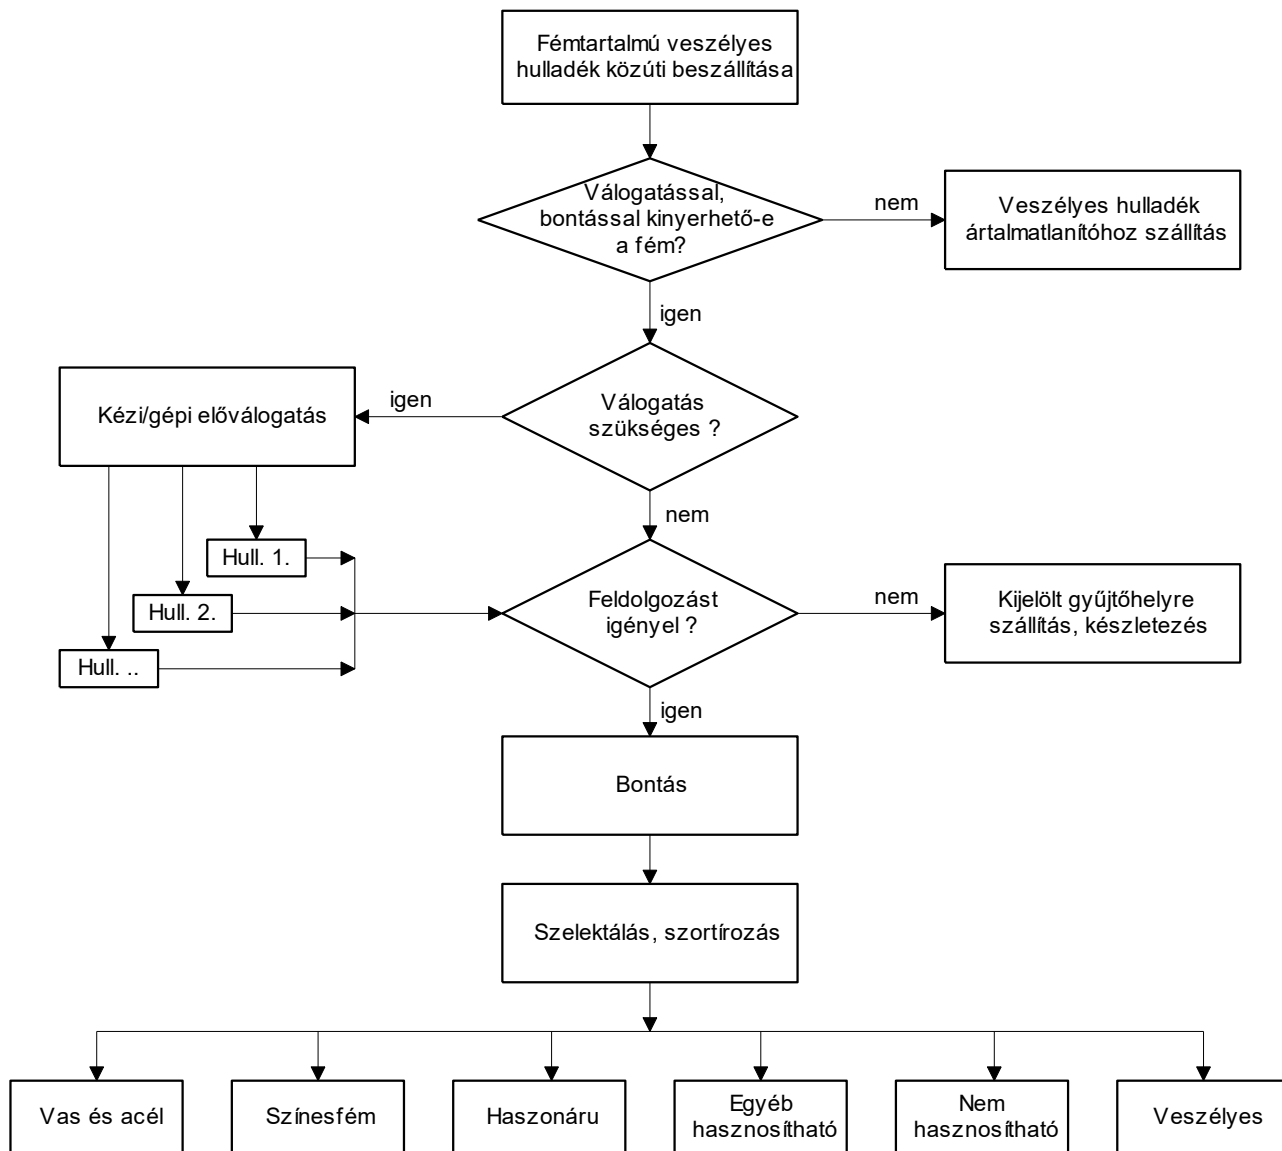 Fémtartalmú veszélyes
hulladék közúti beszállítása
Válogatással,
bontással kinyerhető-e
a fém?
nem
Veszélyes hulladék
ártalmatlanítóhoz szállítás
igen
Kézi/gépi előválogatás
igen
Válogatás
szükséges ?
nem
Hull. 1.
Hull. 2.
Hull. ..
Feldolgozást
igényel ?
nem
Kijelölt gyűjtőhelyre
szállítás, készletezés
igen
Bontás
Szelektálás, szortírozás
Vas és acél
Színesfém
Haszonáru
Egyéb
hasznosítható
Nem
hasznosítható
Veszélyes